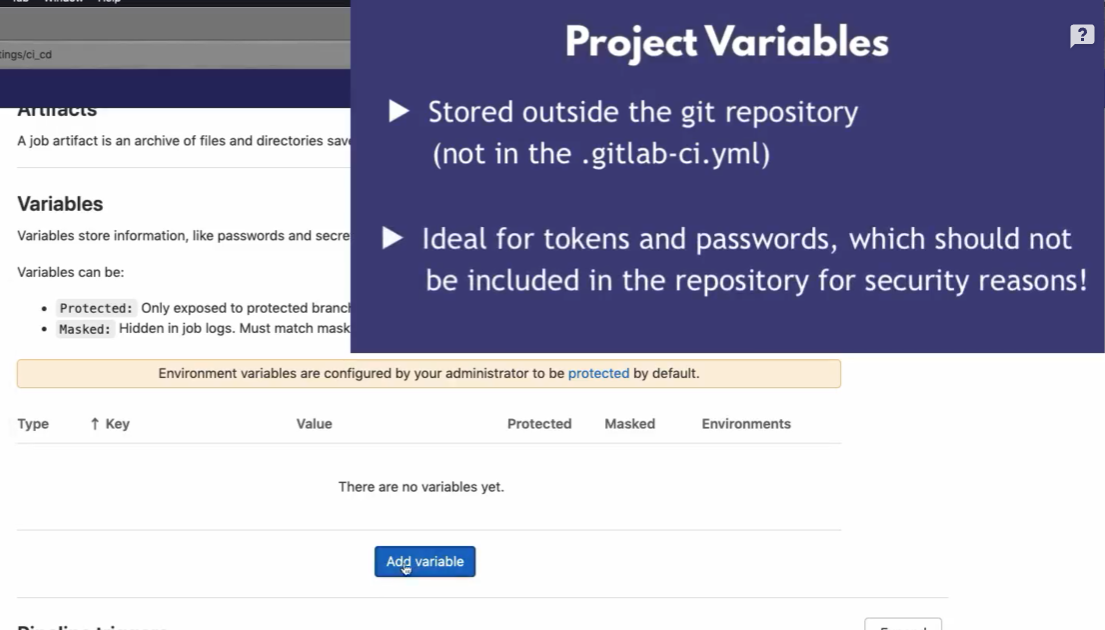 Window Help
tings/ci_cd
Project Variables
▶ Stored outside the git repository
(not in the .gitlab-ci.yml)
▶ Ideal for tokens and passwords, which should not
be included in the repository for security reasons!
?
Artifacts
A job artifact is an archive of files and directories save
Variables
Variables store information, like passwords and secre
Variables can be:
• Protected: Only exposed to protected branch
• Masked: Hidden in job logs. Must match mask
Environment variables are configured by your administrator to be protected by default.
Type ↑ Key Value Protected Masked Environments
There are no variables yet.
Add variable